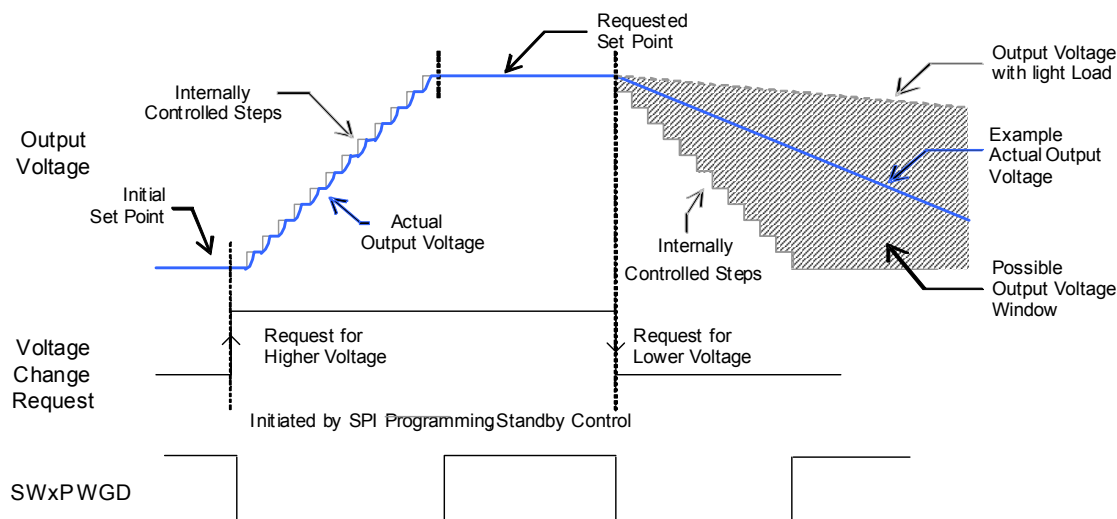 Requested
Set Point
Output Voltage
with light Load
Internally
Controlled Steps
Output
Voltage
Example
Actual Output
Voltage
Initial
Set Point
Actual
Output Voltage
Internally
Controlled Steps
Possible
Output Voltage
Window
Voltage
Change
Request
Request for
Higher Voltage
Request for
Lower Voltage
Initiated by SPI Programming, Standby Control
SWxPWGD